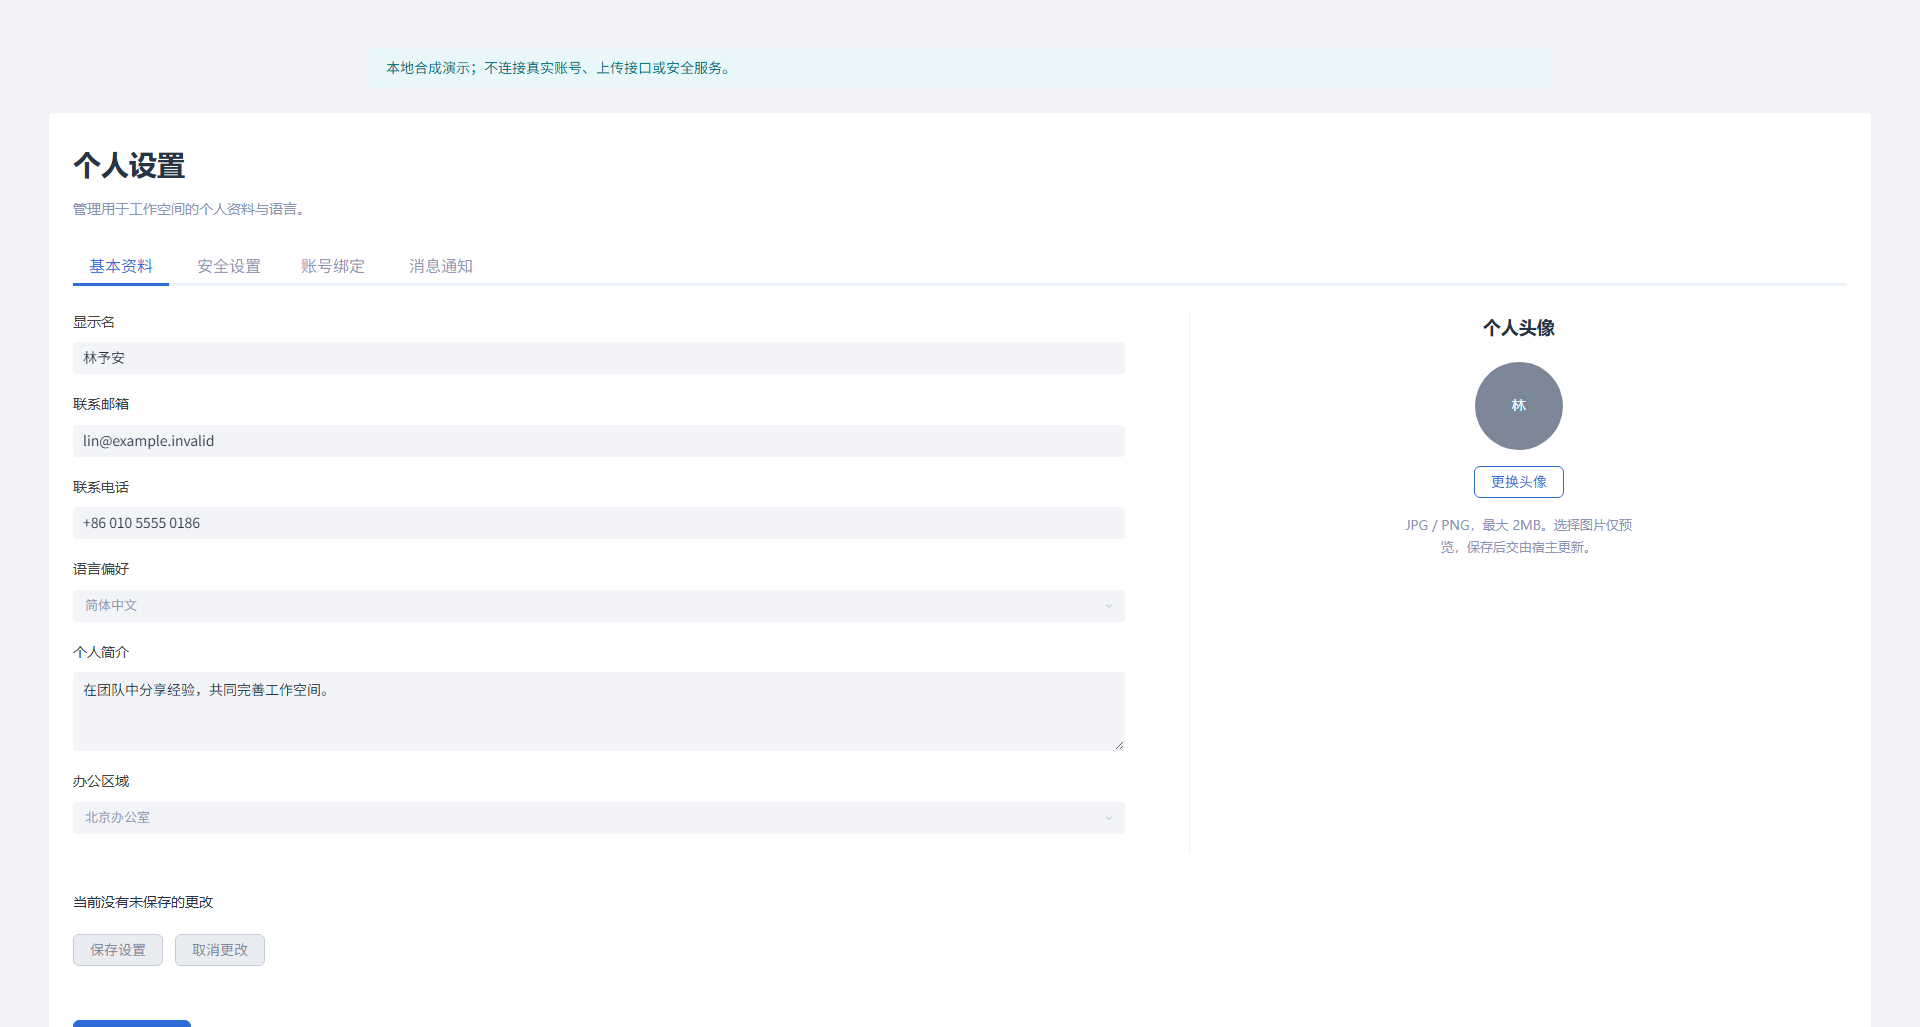 本地合成演示；不连接真实账号、上传接口或安全服务。
个人设置
管理用于工作空间的个人资料与语言。
基本资料 安全设置 账号绑定 消息通知
显示名
林予安
联系邮箱
lin@example.invalid
联系电话
+86 010 5555 0186
语言偏好
简体中文
个人简介
在团队中分享经验，共同完善工作空间。
办公区域
北京办公室
个人头像
林
更换头像
JPG / PNG，最大 2MB。选择图片仅预
览，保存后交由宿主更新。
当前没有未保存的更改
保存设置 取消更改